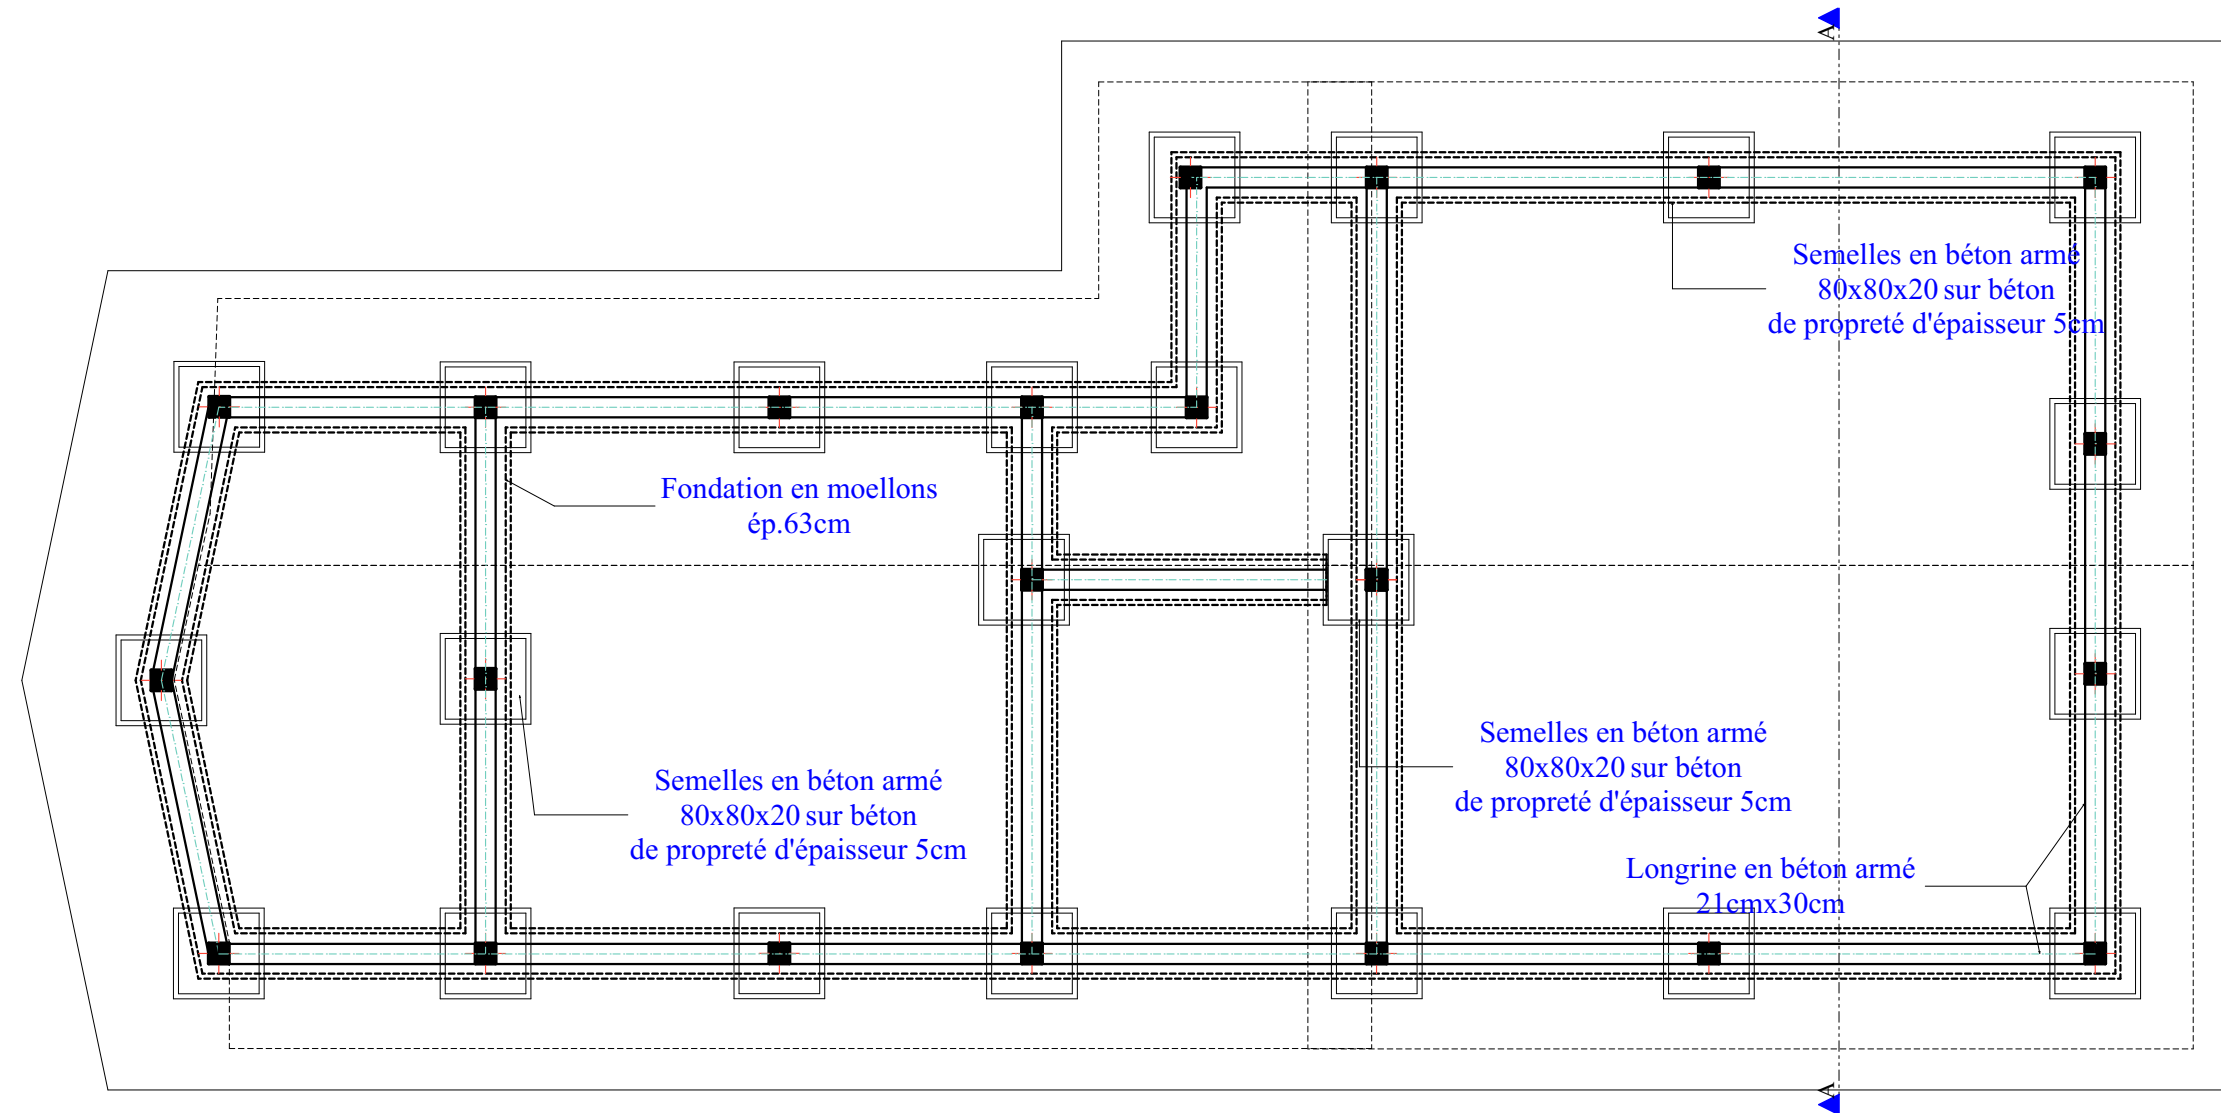 A
Semelles en béton armé
80x80x20 sur béton
de propreté d'épaisseur 5cm
Fondation en moellons
ép.63cm
Semelles en béton armé
80x80x20 sur béton
de propreté d'épaisseur 5cm
Semelles en béton armé
80x80x20 sur béton
de propreté d'épaisseur 5cm
Longrine en béton armé
21cmx30cm
A